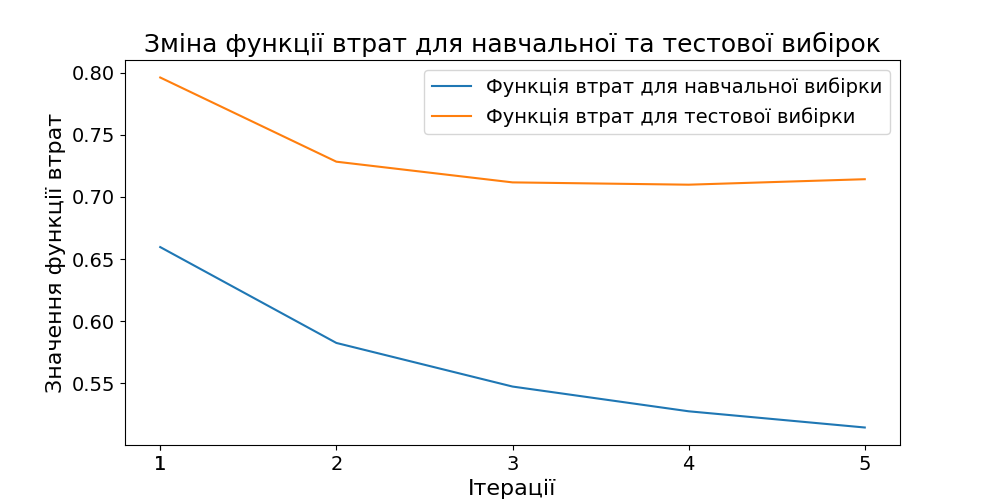 Зміна функції втрат для навчальної та тестової вибірок
Функція втрат для навчальної вибірки
Функція втрат для тестової вибірки
Значення функції втрат
0.80
0.75
0.70
0.65
0.60
0.55
1 2 3 4 5
Ітерації